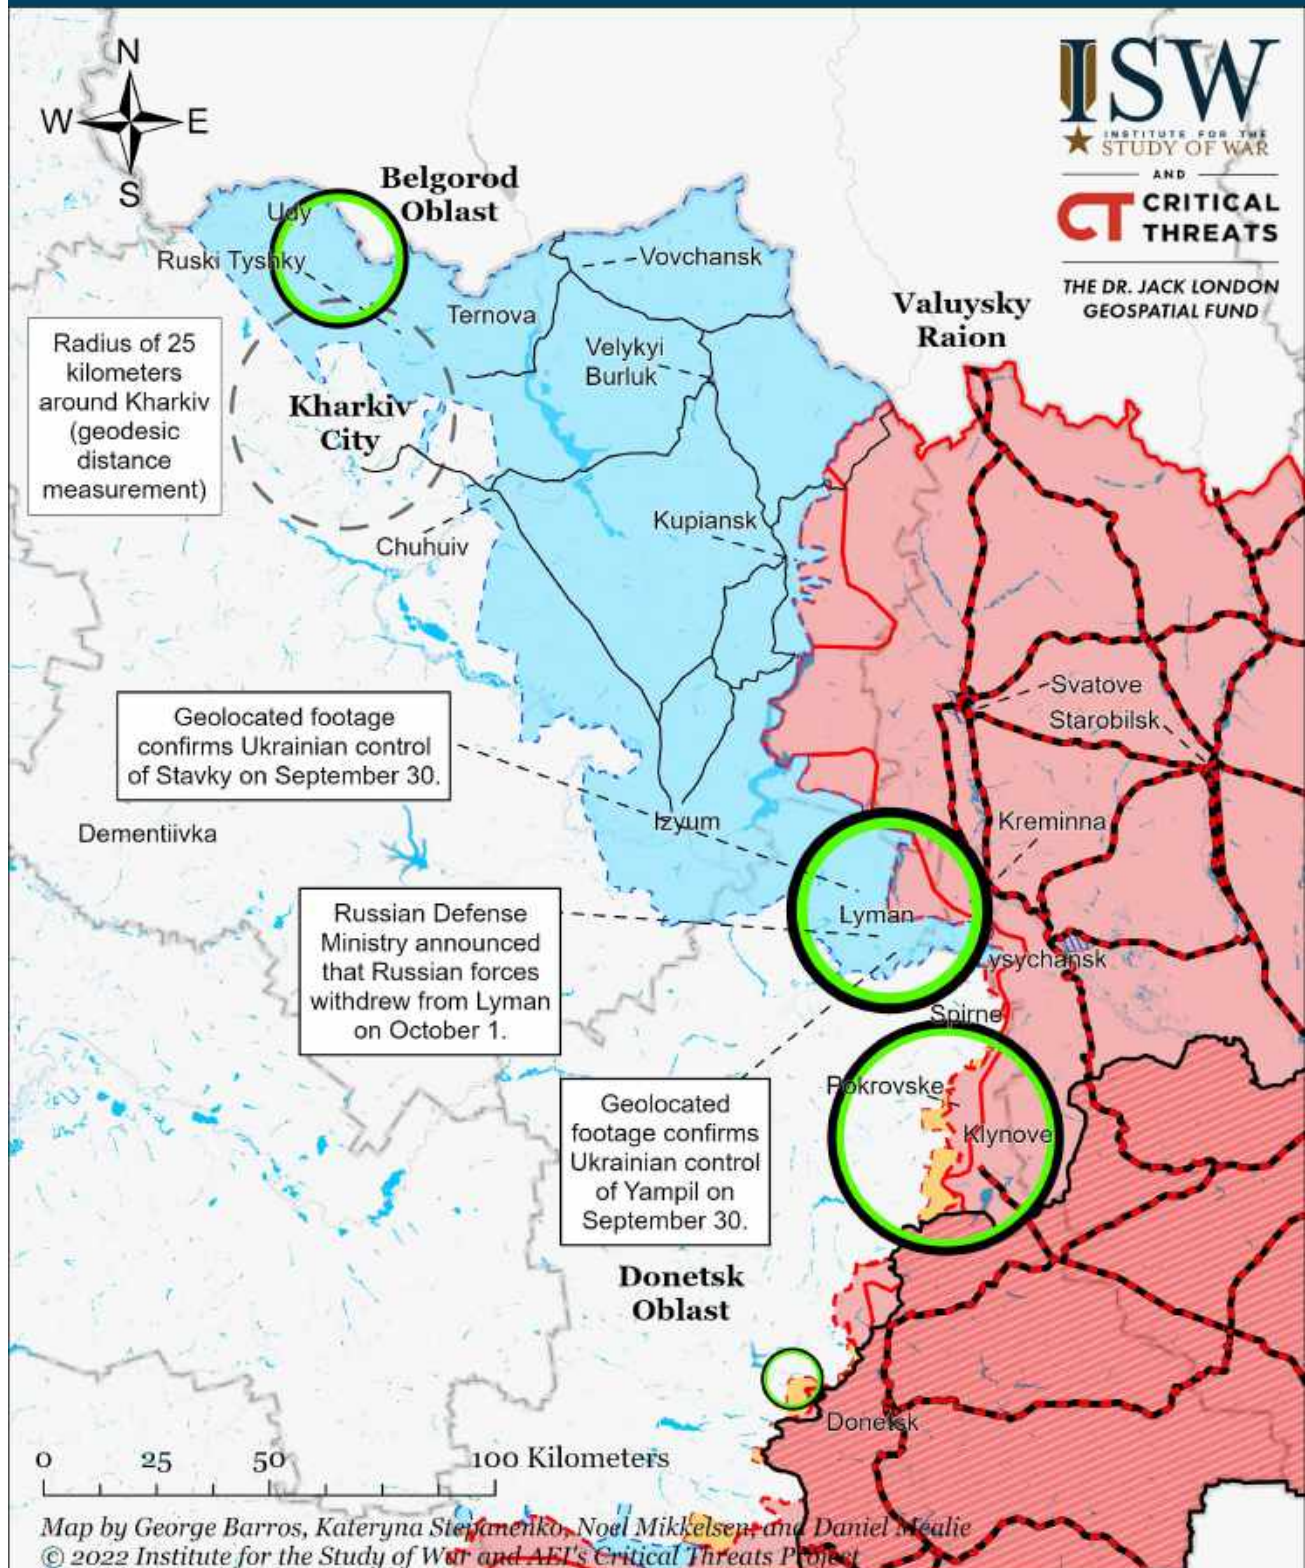 N
W
E
S
ISW
INSTITUTE FOR THE
STUDY OF WAR
AND
CT CRITICAL
THREATS
THE DR. JACK LONDON
GEOSPATIAL FUND
Belgorod
Oblast
Udy
Ruski Tyshky
Vovchansk
Ternova
Valuysky
Raion
Velykyi
Burluk
Radius of 25
kilometers
around Kharkiv
(geodesic
distance
measurement)
Kharkiv
City
Kupiansk
Chuhuiv
Svatove
Starobilsk
Geolocated footage
confirms Ukrainian control
of Stavky on September 30.
Izyum
Kreminna
Dementiivka
Russian Defense
Ministry announced
that Russian forces
withdrew from Lyman
on October 1.
Lyman
ysychansk
Spirne
Pokrovske
Klynove
Geolocated
footage confirms
Ukrainian control
of Yampil on
September 30.
Donetsk
Oblast
Donetsk
0 25 50 100 Kilometers
Map by George Barros, Kateryna Stepanenko, Noel Mikkelsen, and Daniel Mealie
© 2022 Institute for the Study of War and AEI's Critical Threats Project